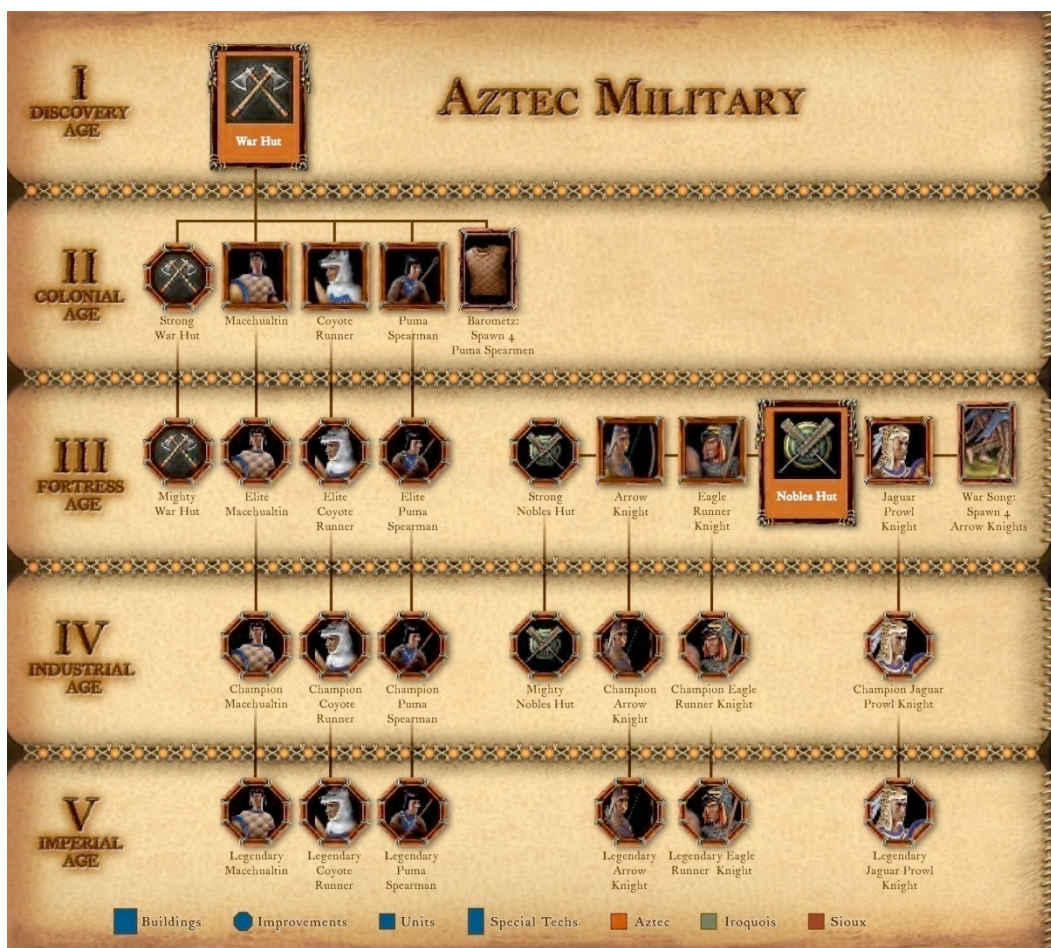 I
DISCOVERY
AGE
War Hut
AZTEC MILITARY
II
COLONIAL
AGE
Strong
War Hut
Macehualtin
Coyote
Runner
Puma
Spearman
Barometz:
Spawn 4
Puma Spearmen
III
FORTRESS
AGE
Mighty
War Hut
Elite
Macehualtin
Elite
Coyote
Runner
Elite
Puma
Spearman
Strong
Nobles Hut
Arrow
Knight
Eagle
Runner
Knight
Nobles Hut
Jaguar
Prowl
Knight
War Song:
Spawn 4
Arrow Knights
IV
INDUSTRIAL
AGE
Champion
Macehualtin
Champion
Coyote
Runner
Champion
Puma
Spearman
Mighty
Nobles Hut
Champion
Arrow
Knight
Champion Eagle
Runner Knight
Champion Jaguar
Prowl Knight
V
IMPERIAL
AGE
Legendary
Macehualtin
Legendary
Coyote
Runner
Legendary
Puma
Spearman
Legendary
Arrow
Knight
Legendary Eagle
Runner Knight
Legendary
Jaguar Prowl
Knight
Buildings
Improvements
Units
Special Techs
Aztec
Iroquois
Sioux